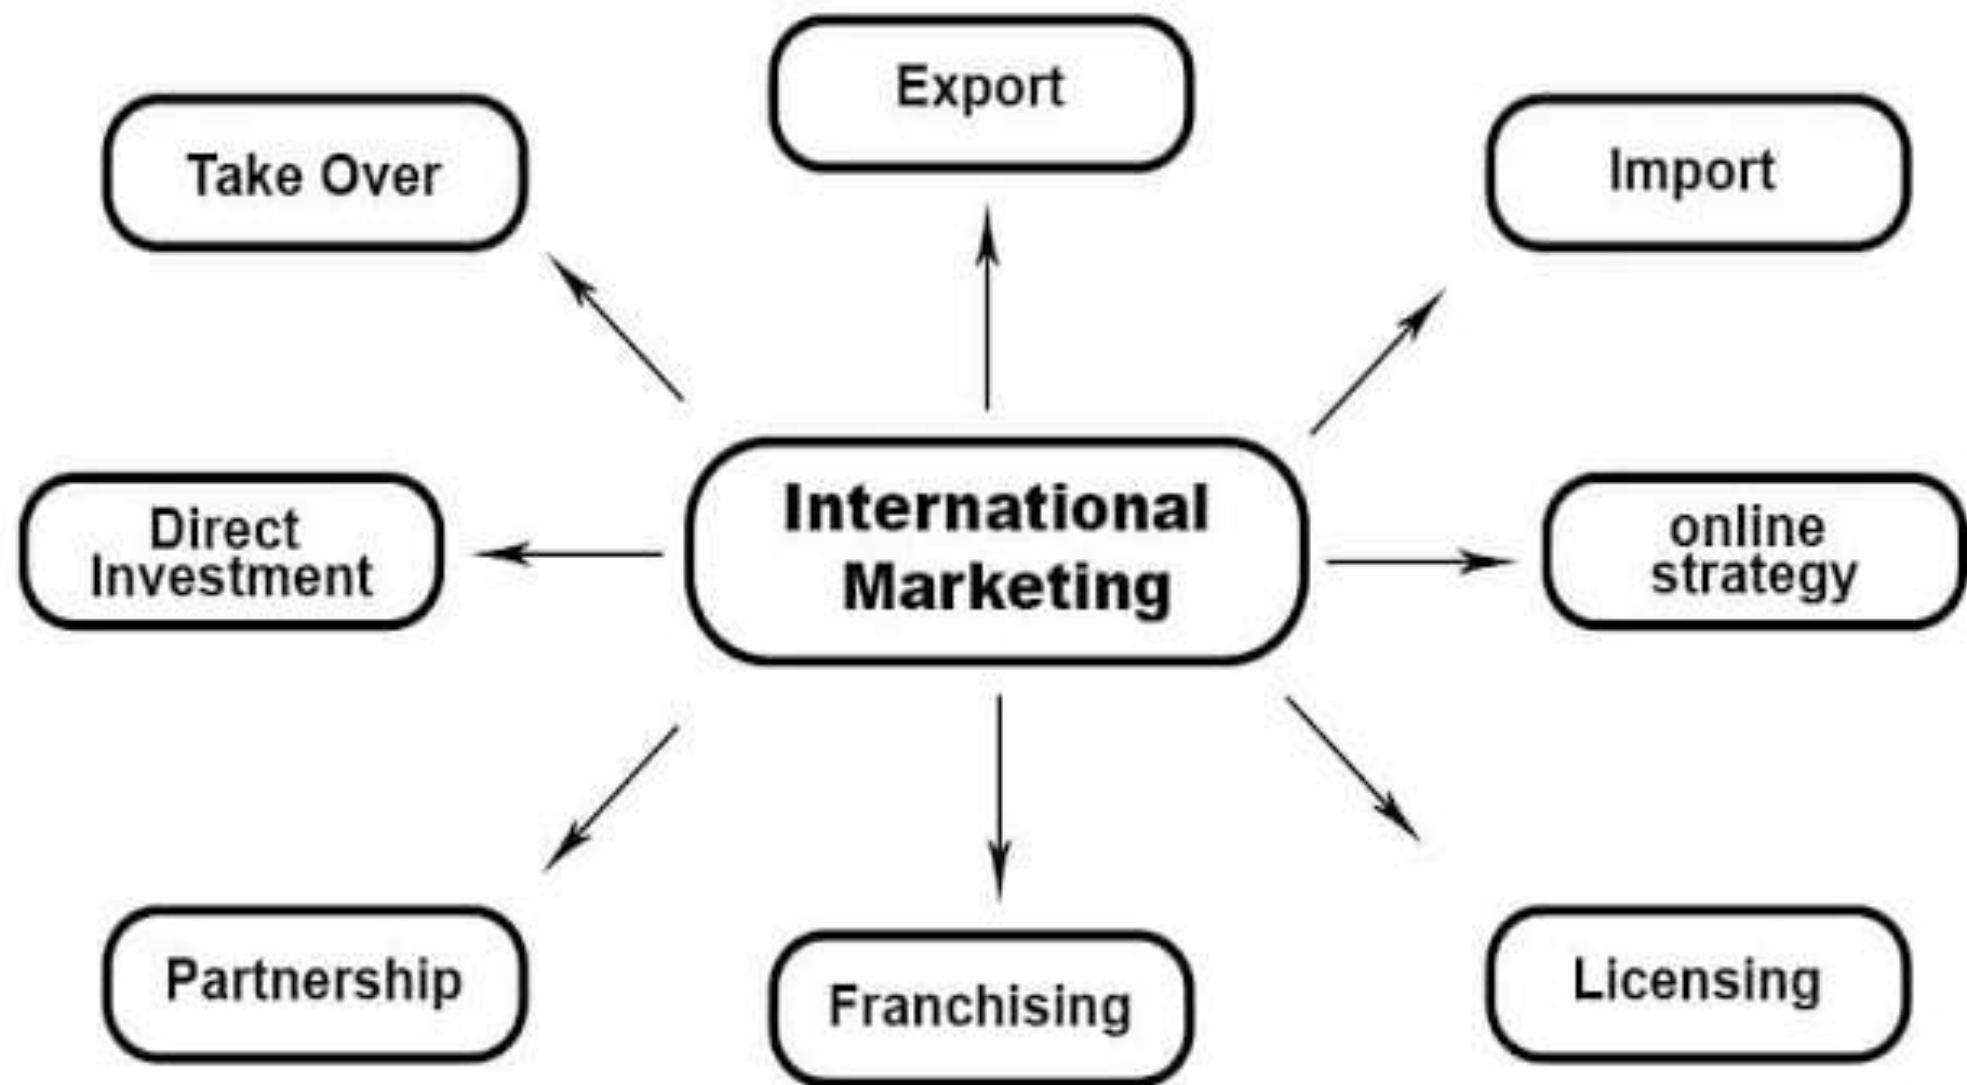 Export
Take Over
Import
International
Marketing
Direct
Investment
online
strategy
Partnership
Franchising
Licensing